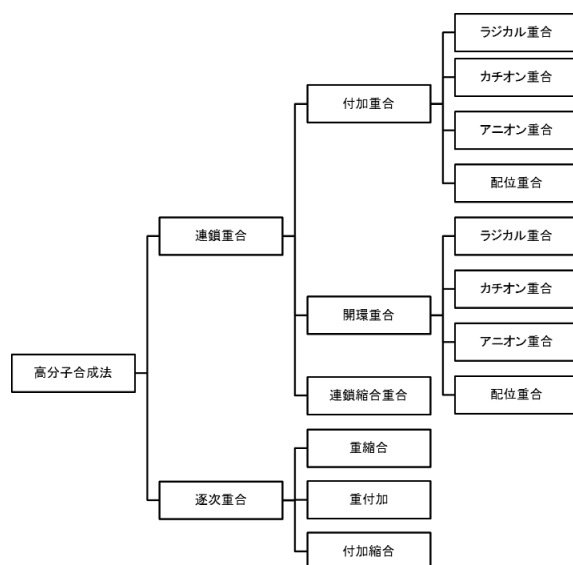 高分子合成法
連鎖重合
付加重合
ラジカル重合
カチオン重合
アニオン重合
配位重合
開環重合
ラジカル重合
カチオン重合
アニオン重合
配位重合
連鎖縮合重合
逐次重合
重縮合
重付加
付加縮合